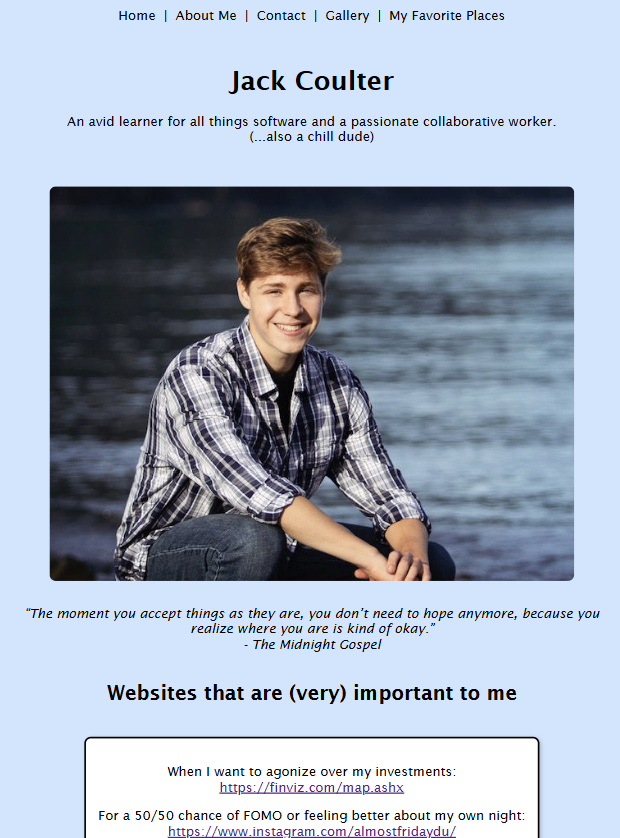 Home | About Me | Contact | Gallery | My Favorite Places
Jack Coulter
An avid learner for all things software and a passionate collaborative worker.
(...also a chill dude)
“The moment you accept things as they are, you don’t need to hope anymore, because you
realize where you are is kind of okay.”
- The Midnight Gospel
Websites that are (very) important to me
When I want to agonize over my investments:
https://finviz.com/map.ashx
For a 50/50 chance of FOMO or feeling better about my own night:
https://www.instagram.com/almostfridaydu/